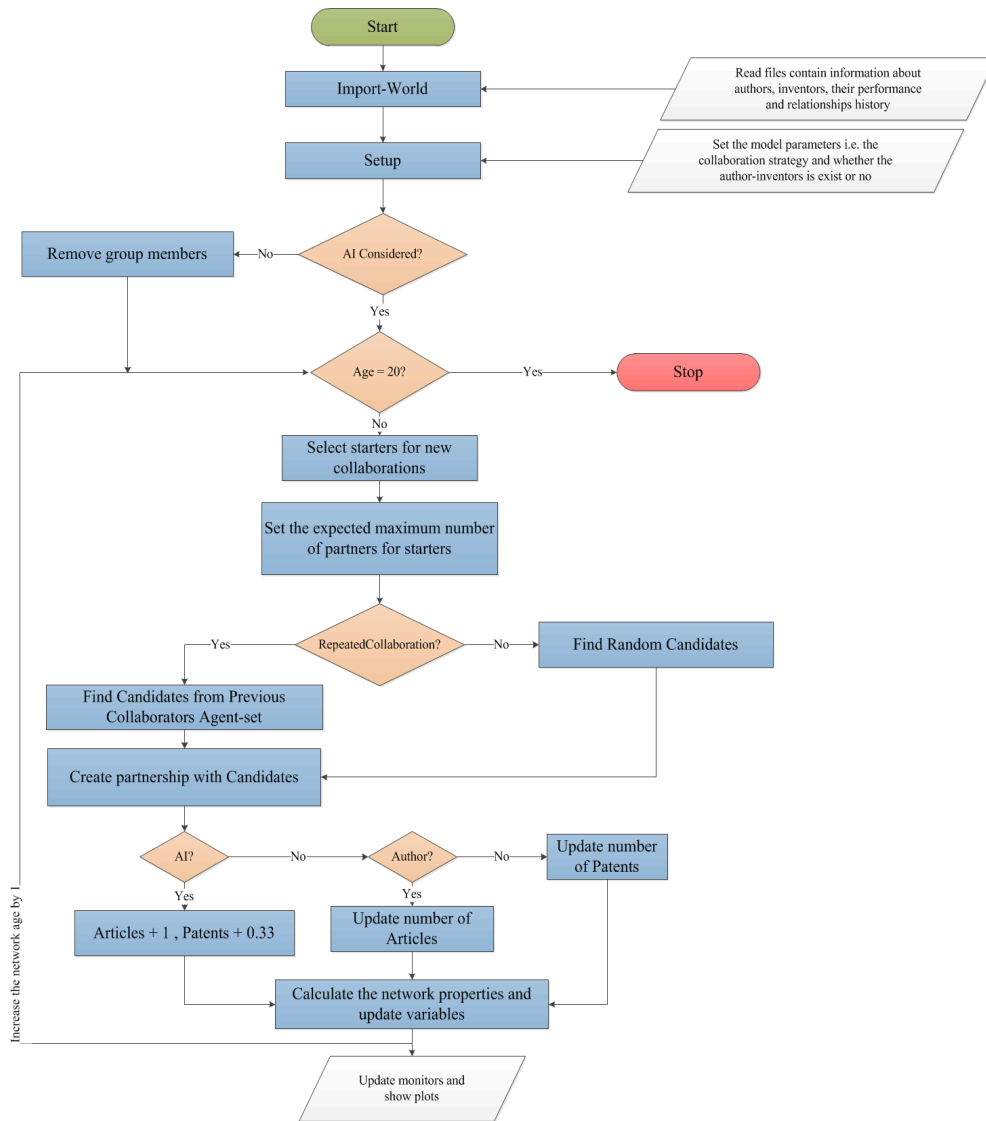 Start
Import-World
Read files contain information about
authors, inventors, their performance
and relationships history
Setup
Set the model parameters i.e. the
collaboration strategy and whether the
author-inventors is exist or no
Remove group members
No
AI Considered?
Yes
Age = 20?
Yes
Stop
No
Select starters for new
collaborations
Set the expected maximum number
of partners for starters
Yes
RepeatedCollaboration?
No
Find Random Candidates
Find Candidates from Previous
Collaborators Agent-set
Create partnership with Candidates
AI?
No
Author?
No
Update number
of Patents
Yes
Yes
Articles + 1 , Patents + 0.33
Update number of
Articles
Calculate the network properties and
update variables
Increase the network age by 1
Update monitors and
show plots